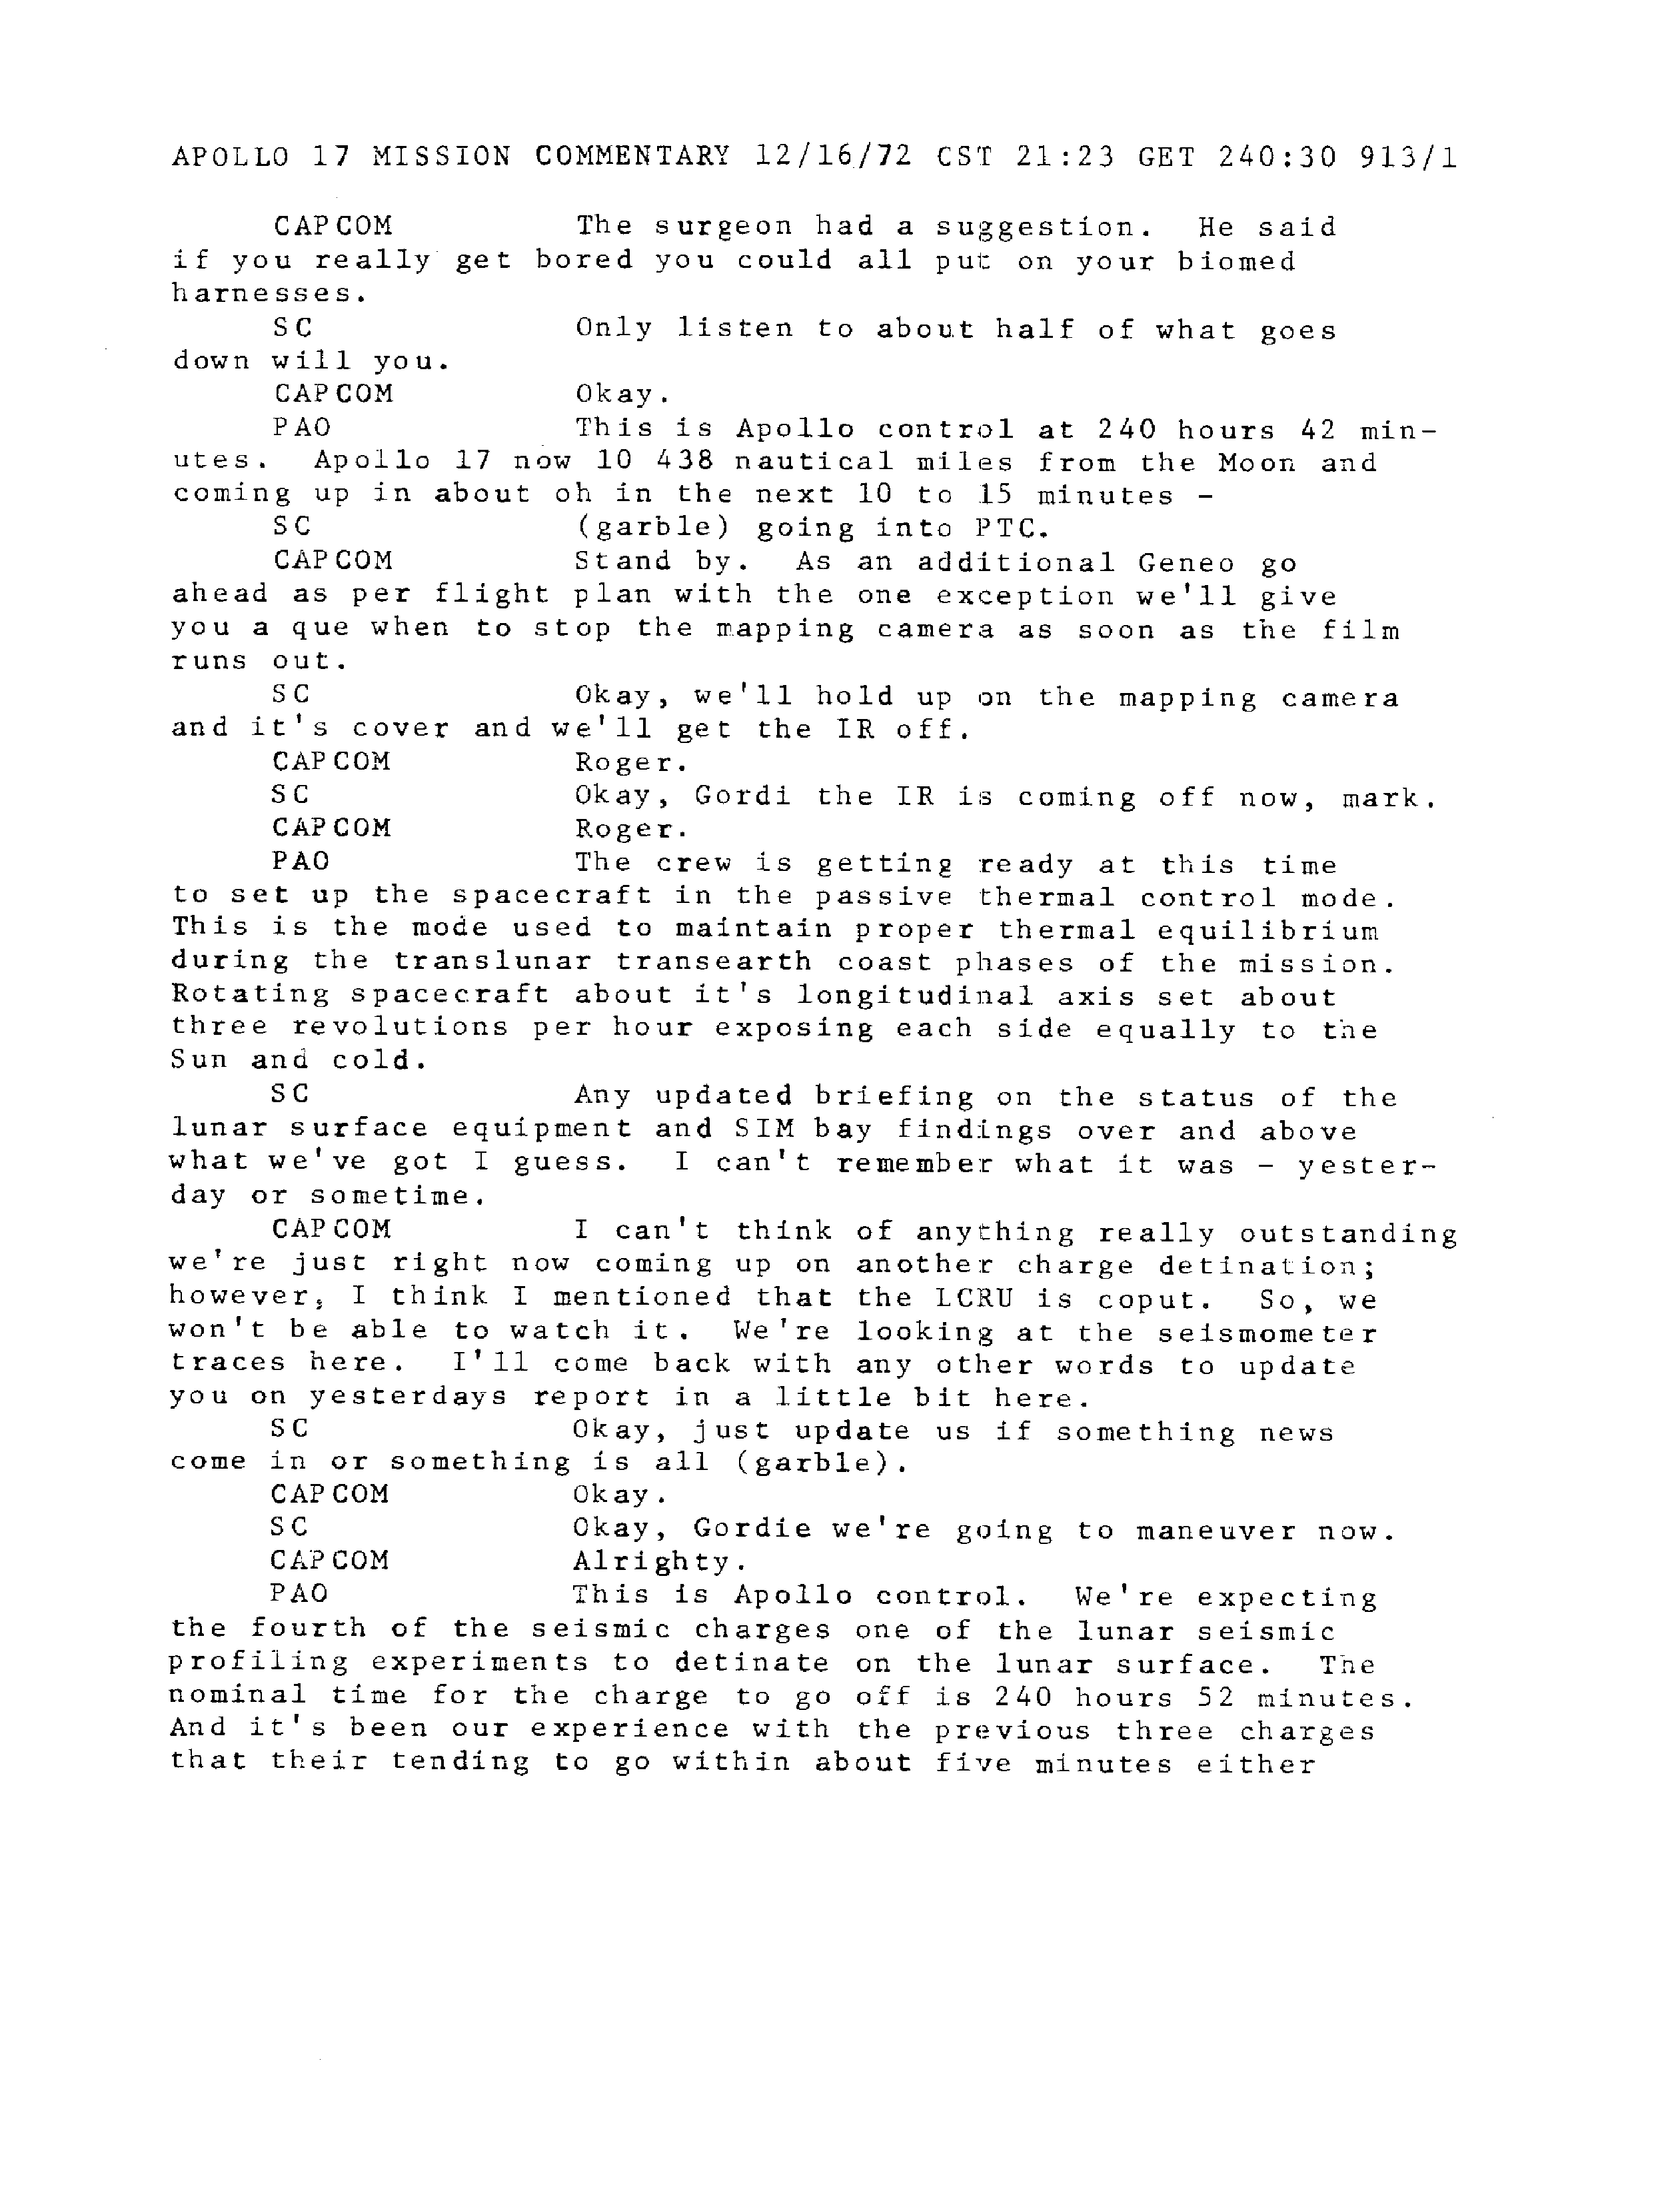 APOLLO 17 MISSION COMMENTARY 12/16/72 CST 21:23 GET 240:30 913/1
CAPCOM The surgeon had a suggestion. He said
if you really get bored you could all put on your biomed
harnesses.
SC Only listen to about half of what goes
down will you.
CAPCOM Okay.
PAO This is Apollo control at 240 hours 42 min-
utes. Apollo 17 now 10 438 nautical miles from the Moon and
coming up in about oh in the next 10 to 15 minutes -
SC (garble) going into PTC.
CAPCOM Stand by. As an additional Geneo go
ahead as per flight plan with the one exception we'll give
you a que when to stop the mapping camera as soon as the film
runs out.
SC Okay, we'll hold up on the mapping camera
and it's cover and we'll get the IR off.
CAPCOM Roger.
SC Okay, Gordi the IR is coming off now, mark.
CAPCOM Roger.
PAO The crew is getting ready at this time
to set up the spacecraft in the passive thermal control mode.
This is the mode used to maintain proper thermal equilibrium
during the translunar transearth coast phases of the mission.
Rotating spacecraft about it's longitudinal axis set about
three revolutions per hour exposing each side equally to the
Sun and cold.
SC Any updated briefing on the status of the
lunar surface equipment and SIM bay findings over and above
what we've got I guess. I can't remember what it was - yester-
day or sometime.
CAPCOM I can't think of anything really outstanding
we're just right now coming up on another charge detination;
however, I think I mentioned that the LCRU is coput. So, we
won't be able to watch it. We're looking at the seismometer
traces here. I'll come back with any other words to update
you on yesterdays report in a little bit here.
SC Okay, just update us if something news
come in or something is all (garble).
CAPCOM Okay.
SC Okay, Gordie we're going to maneuver now.
CAPCOM Alrighty.
PAO This is Apollo control. We're expecting
the fourth of the seismic charges one of the lunar seismic
profiling experiments to detinate on the lunar surface. The
nominal time for the charge to go off is 240 hours 52 minutes.
And it's been our experience with the previous three charges
that their tending to go within about five minutes either